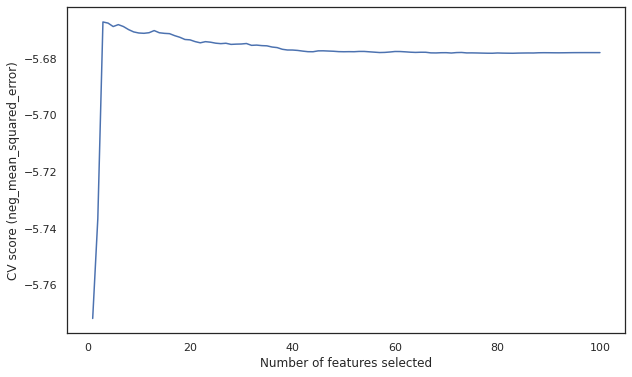 CV score (neg_mean_squared_error)
−5.68
−5.70
−5.72
−5.74
−5.76
0 20 40 60 80 100
Number of features selected